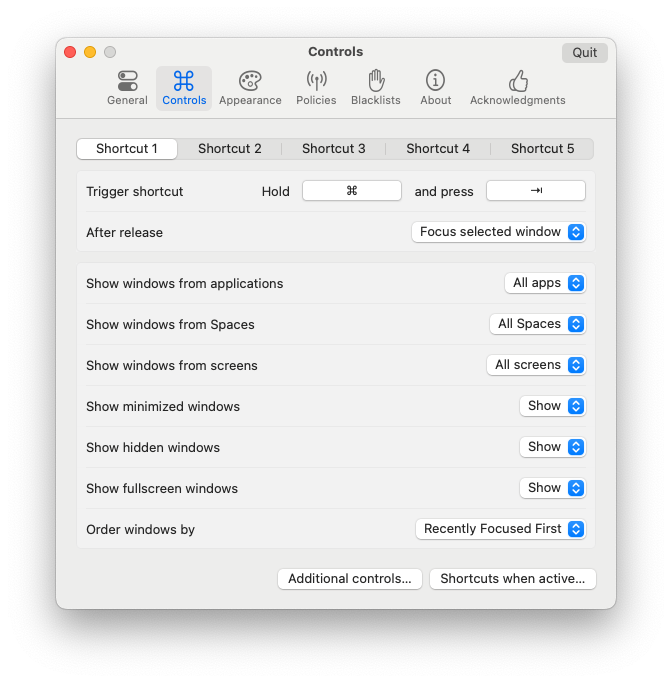 Controls
Quit
General Controls Appearance Policies Blacklists About Acknowledgments
Shortcut 1 Shortcut 2 Shortcut 3 Shortcut 4 Shortcut 5
Trigger shortcut Hold ⌘ and press ⇥
After release Focus selected window
Show windows from applications All apps
Show windows from Spaces All Spaces
Show windows from screens All screens
Show minimized windows Show
Show hidden windows Show
Show fullscreen windows Show
Order windows by Recently Focused First
Additional controls... Shortcuts when active...